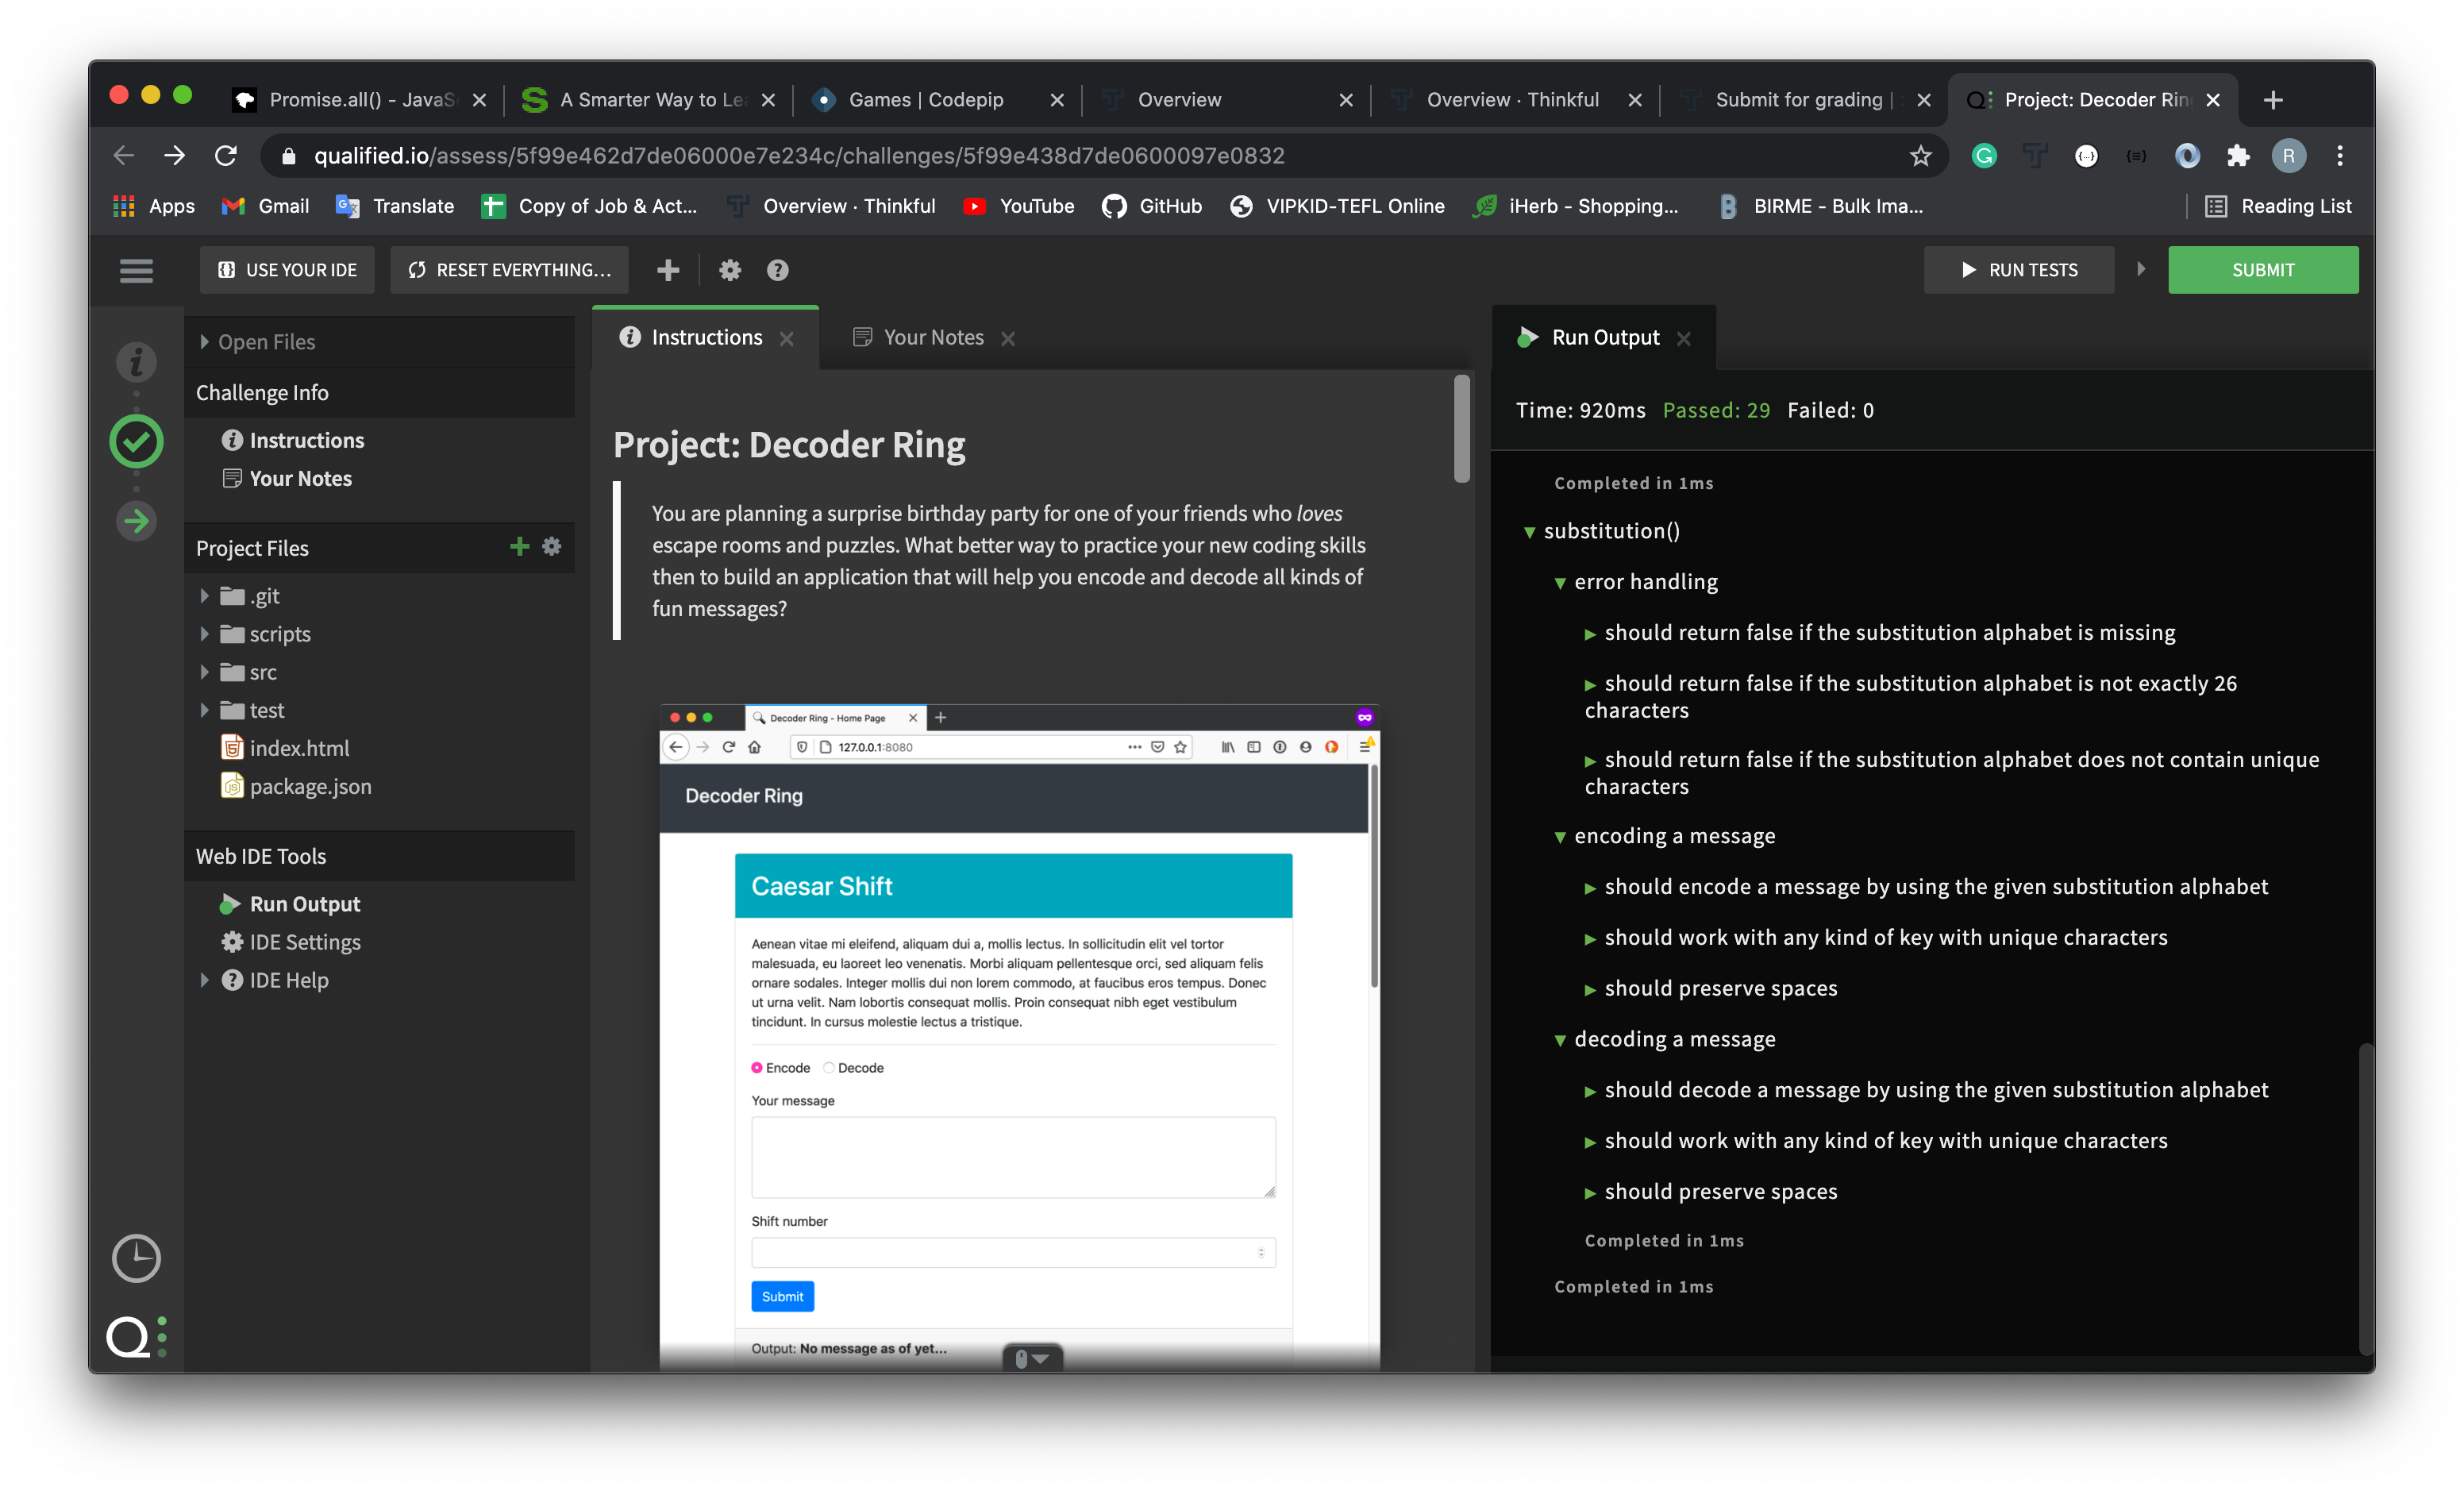 Promise.all() - JavaS
A Smarter Way to Le
Games | Codepip
Overview
Overview · Thinkful
Submit for grading |
Project: Decoder Rin
qualified.io/assess/5f99e462d7de06000e7e234c/challenges/5f99e438d7de0600097e0832
R
Apps
Gmail
Translate
Copy of Job & Act...
Overview · Thinkful
YouTube
GitHub
VIPKID-TEFL Online
iHerb - Shopping...
BIRME - Bulk Ima...
Reading List
USE YOUR IDE
RESET EVERYTHING...
RUN TESTS
SUBMIT
Open Files
Challenge Info
Instructions
Your Notes
Project Files
.git
scripts
src
test
index.html
package.json
Web IDE Tools
Run Output
IDE Settings
IDE Help
Instructions
Your Notes
Project: Decoder Ring
You are planning a surprise birthday party for one of your friends who loves
escape rooms and puzzles. What better way to practice your new coding skills
then to build an application that will help you encode and decode all kinds of
fun messages?
Decoder Ring - Home Page
127.0.0.1:8080
Decoder Ring
Caesar Shift
Aenean vitae mi eleifend, aliquam dui a, mollis lectus. In sollicitudin elit vel tortor
malesuada, eu laoreet leo venenatis. Morbi aliquam pellentesque orci, sed aliquam felis
ornare sodales. Integer mollis dui non lorem commodo, at faucibus eros tempus. Donec
ut urna velit. Nam lobortis consequat mollis. Proin consequat nibh eget vestibulum
tincidunt. In cursus molestie lectus a tristique.
Encode Decode
Your message
Shift number
Submit
Output: No message as of yet...
Run Output
Time: 920ms Passed: 29 Failed: 0
Completed in 1ms
substitution()
error handling
should return false if the substitution alphabet is missing
should return false if the substitution alphabet is not exactly 26
characters
should return false if the substitution alphabet does not contain unique
characters
encoding a message
should encode a message by using the given substitution alphabet
should work with any kind of key with unique characters
should preserve spaces
decoding a message
should decode a message by using the given substitution alphabet
should work with any kind of key with unique characters
should preserve spaces
Completed in 1ms
Completed in 1ms